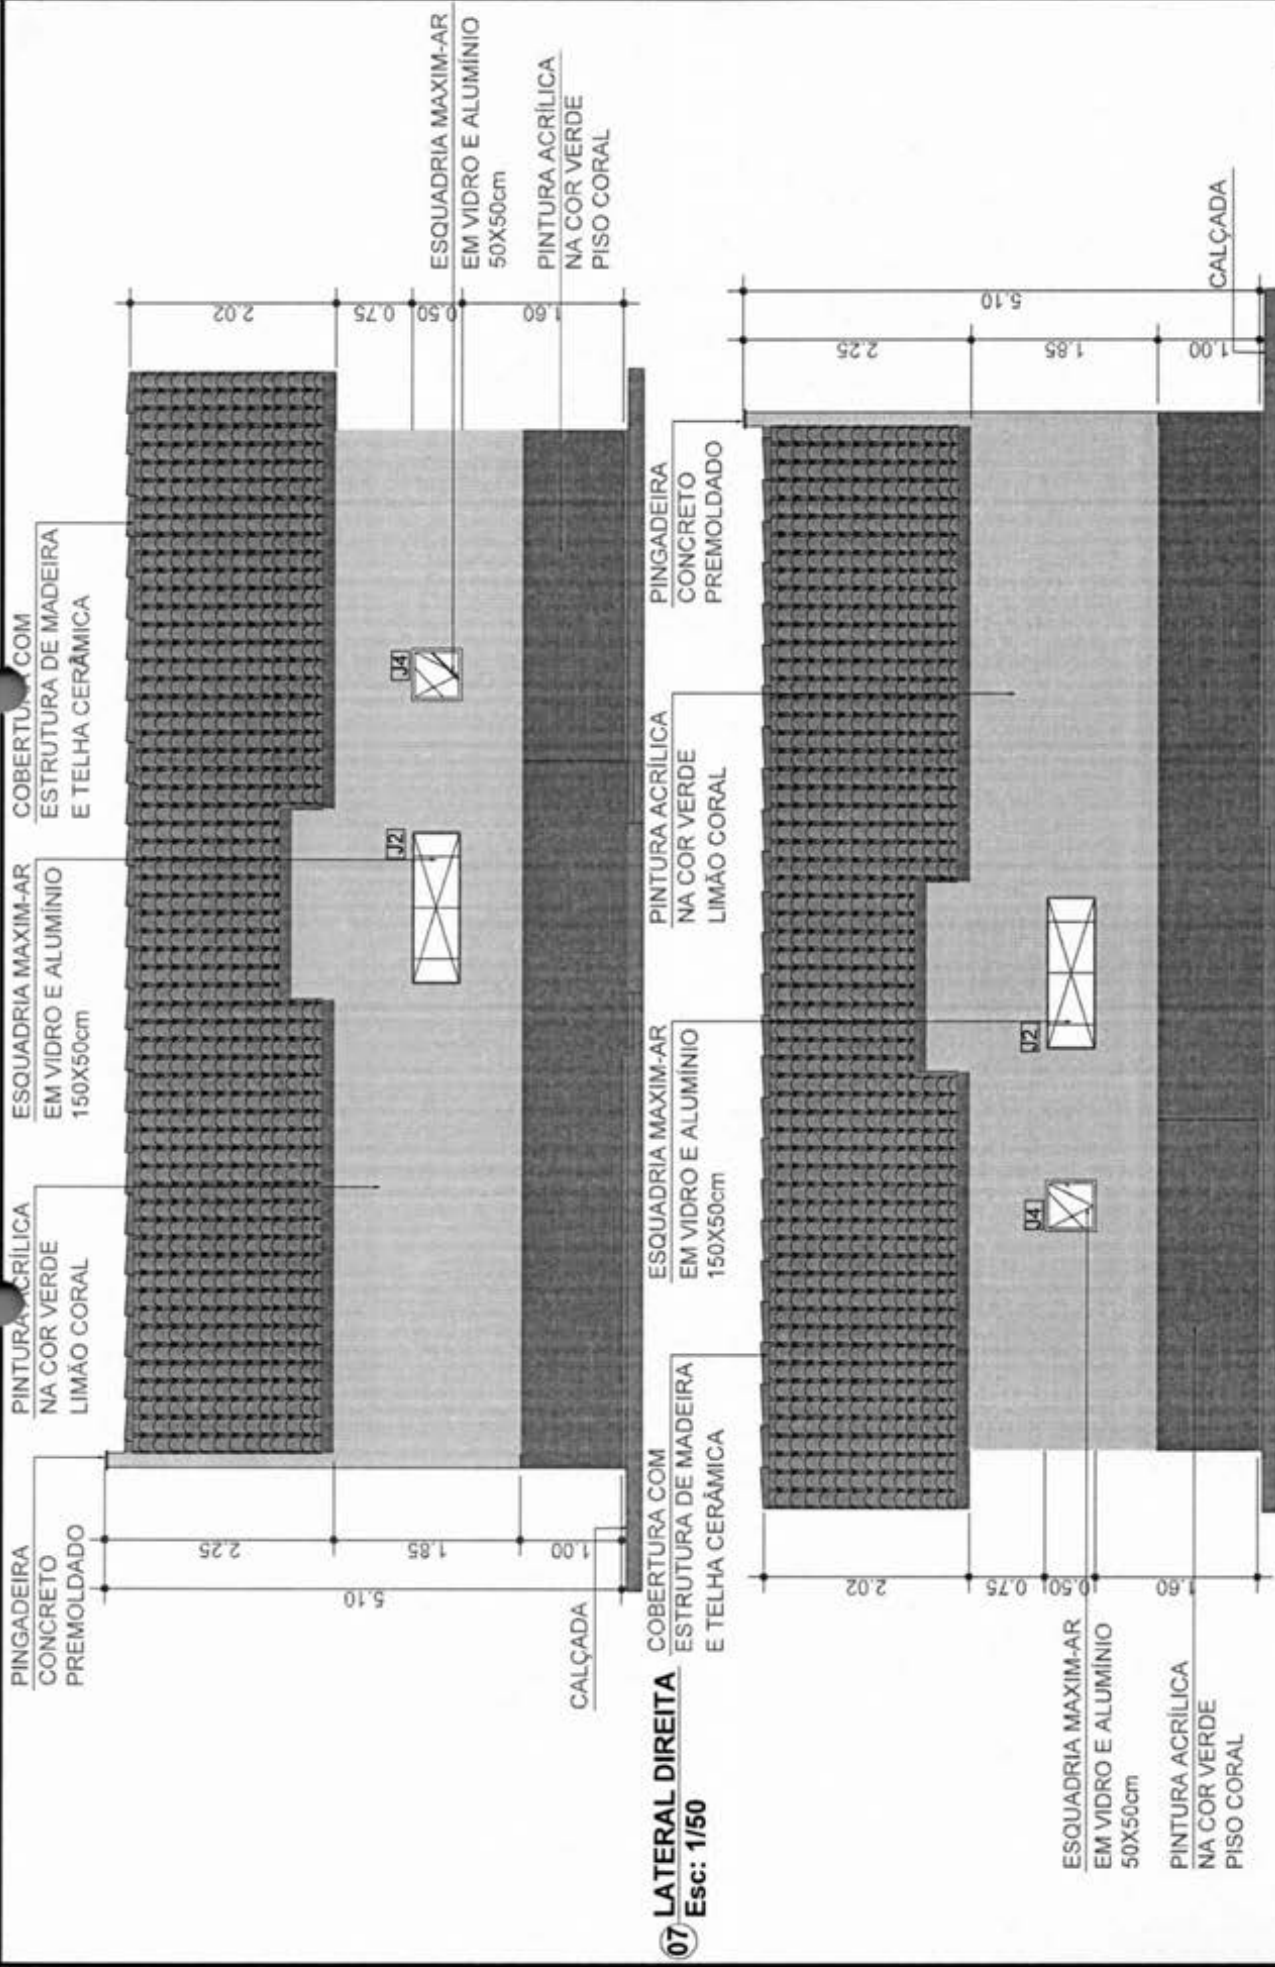 PINGADEIRA
CONCRETO
PREMOLDADO
PINTURA ACRÍLICA
NA COR VERDE
LIMÃO CORAL
ESQUADRIA MAXIM-AR
EM VIDRO E ALUMÍNIO
150X50cm
COBERTURA COM
ESTRUTURA DE MADEIRA
E TELHA CERÂMICA
ESQUADRIA MAXIM-AR
EM VIDRO E ALUMÍNIO
50X50cm
PINTURA ACRÍLICA
NA COR VERDE
PISO CORAL
5.10
2.25
1.85
1.00
J2
J4
2.02
0.75
0.50
1.60
CALÇADA
07 LATERAL DIREITA
Esc: 1/50
COBERTURA COM
ESTRUTURA DE MADEIRA
E TELHA CERÂMICA
ESQUADRIA MAXIM-AR
EM VIDRO E ALUMÍNIO
150X50cm
PINTURA ACRÍLICA
NA COR VERDE
LIMÃO CORAL
PINGADEIRA
CONCRETO
PREMOLDADO
2.02
0.75
0.50
1.60
J4
J2
2.25
1.85
1.00
5.10
CALÇADA
ESQUADRIA MAXIM-AR
EM VIDRO E ALUMÍNIO
50X50cm
PINTURA ACRÍLICA
NA COR VERDE
PISO CORAL